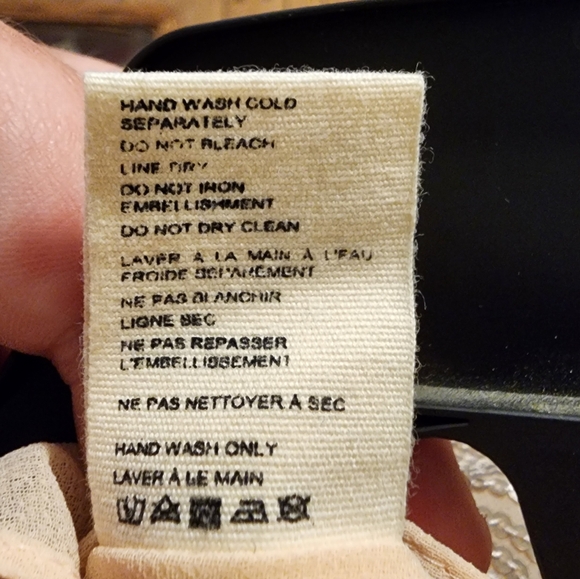 HAND WASH COLD
SEPARATELY
DO NOT BLEACH
LINE DRY
DO NOT IRON
EMBELLISHMENT
DO NOT DRY CLEAN
LAVER À LA MAIN À L'EAU
FROIDE SÉPARÉMENT
NE PAS BLANCHIR
LIGNE SEC
NE PAS REPASSER
L'EMBELLISSEMENT
NE PAS NETTOYER À SEC
HAND WASH ONLY
LAVER À LE MAIN